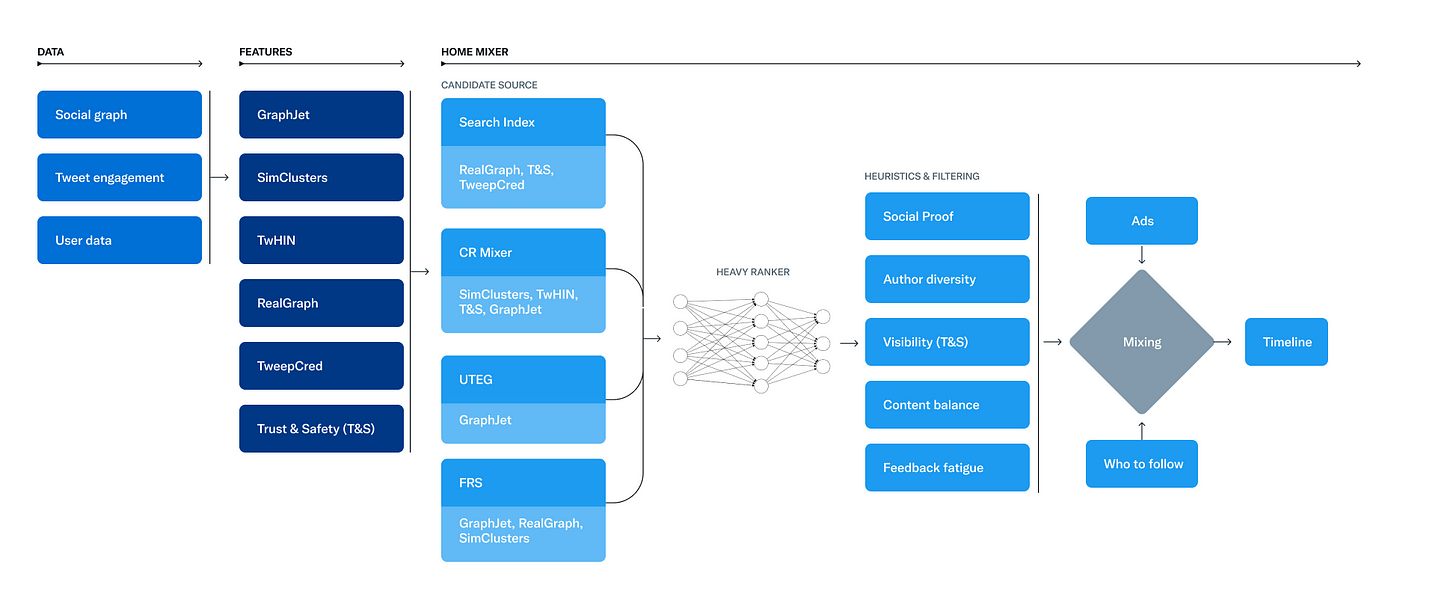 DATA
Social graph
Tweet engagement
User data
FEATURES
GraphJet
SimClusters
TwHIN
RealGraph
TweepCred
Trust & Safety (T&S)
HOME MIXER
CANDIDATE SOURCE
Search Index
RealGraph, T&S,
TweepCred
CR Mixer
SimClusters, TwHIN,
T&S, GraphJet
UTEG
GraphJet
FRS
GraphJet, RealGraph,
SimClusters
HEAVY RANKER
HEURISTICS & FILTERING
Social Proof
Author diversity
Visibility (T&S)
Content balance
Feedback fatigue
Ads
Mixing
Who to follow
Timeline